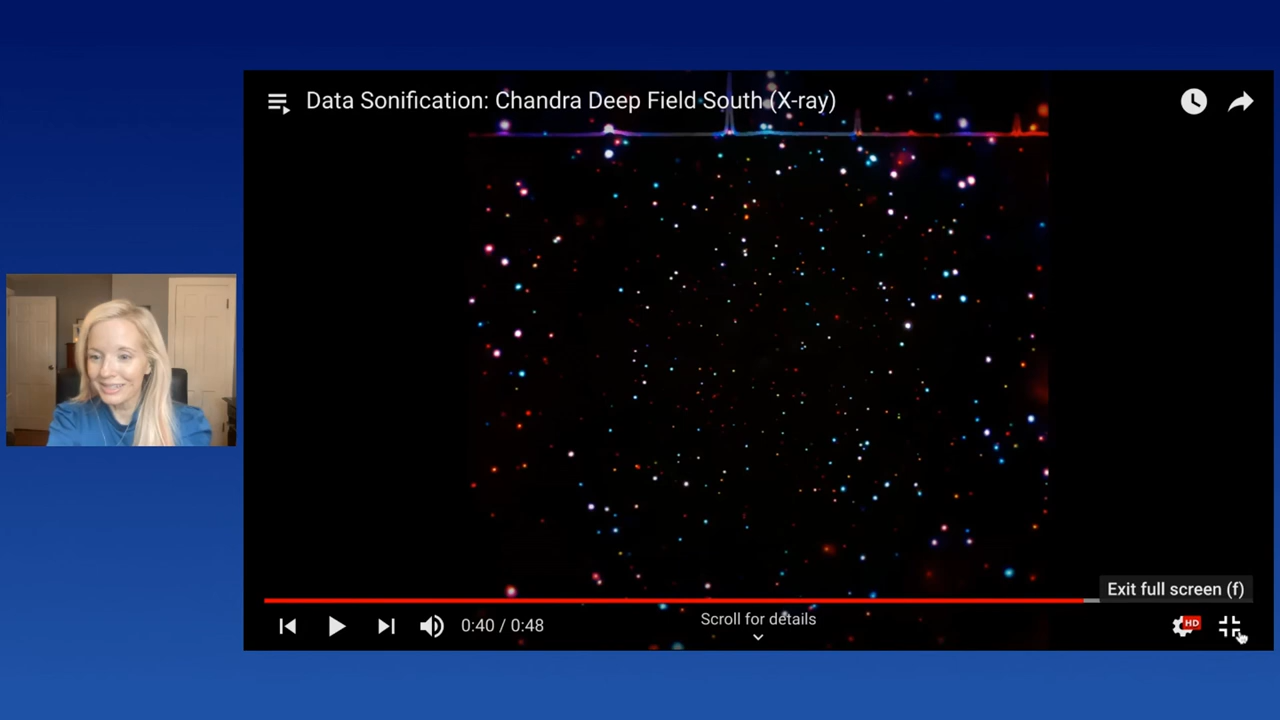 Data Sonification: Chandra Deep Field South (X-ray)
Exit full screen (f)
0:40 / 0:48
Scroll for details
HD